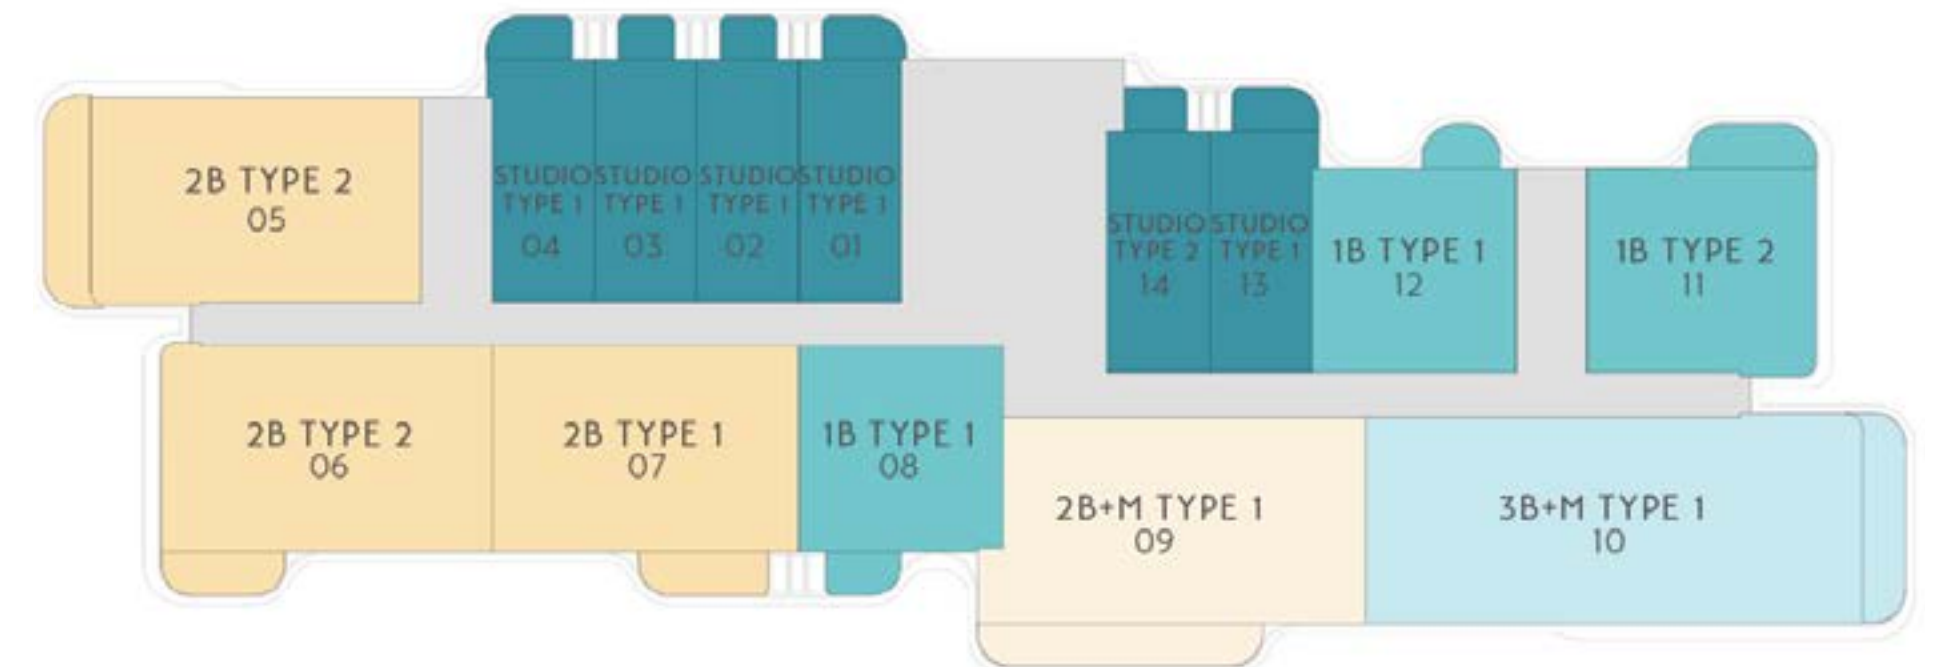 2B TYPE 2
05
STUDIO
TYPE 1
04
STUDIO
TYPE 1
03
STUDIO
TYPE 1
02
STUDIO
TYPE 1
01
STUDIO
TYPE 2
14
STUDIO
TYPE 1
13
1B TYPE 1
12
1B TYPE 2
11
2B TYPE 2
06
2B TYPE 1
07
1B TYPE 1
08
2B+M TYPE 1
09
3B+M TYPE 1
10